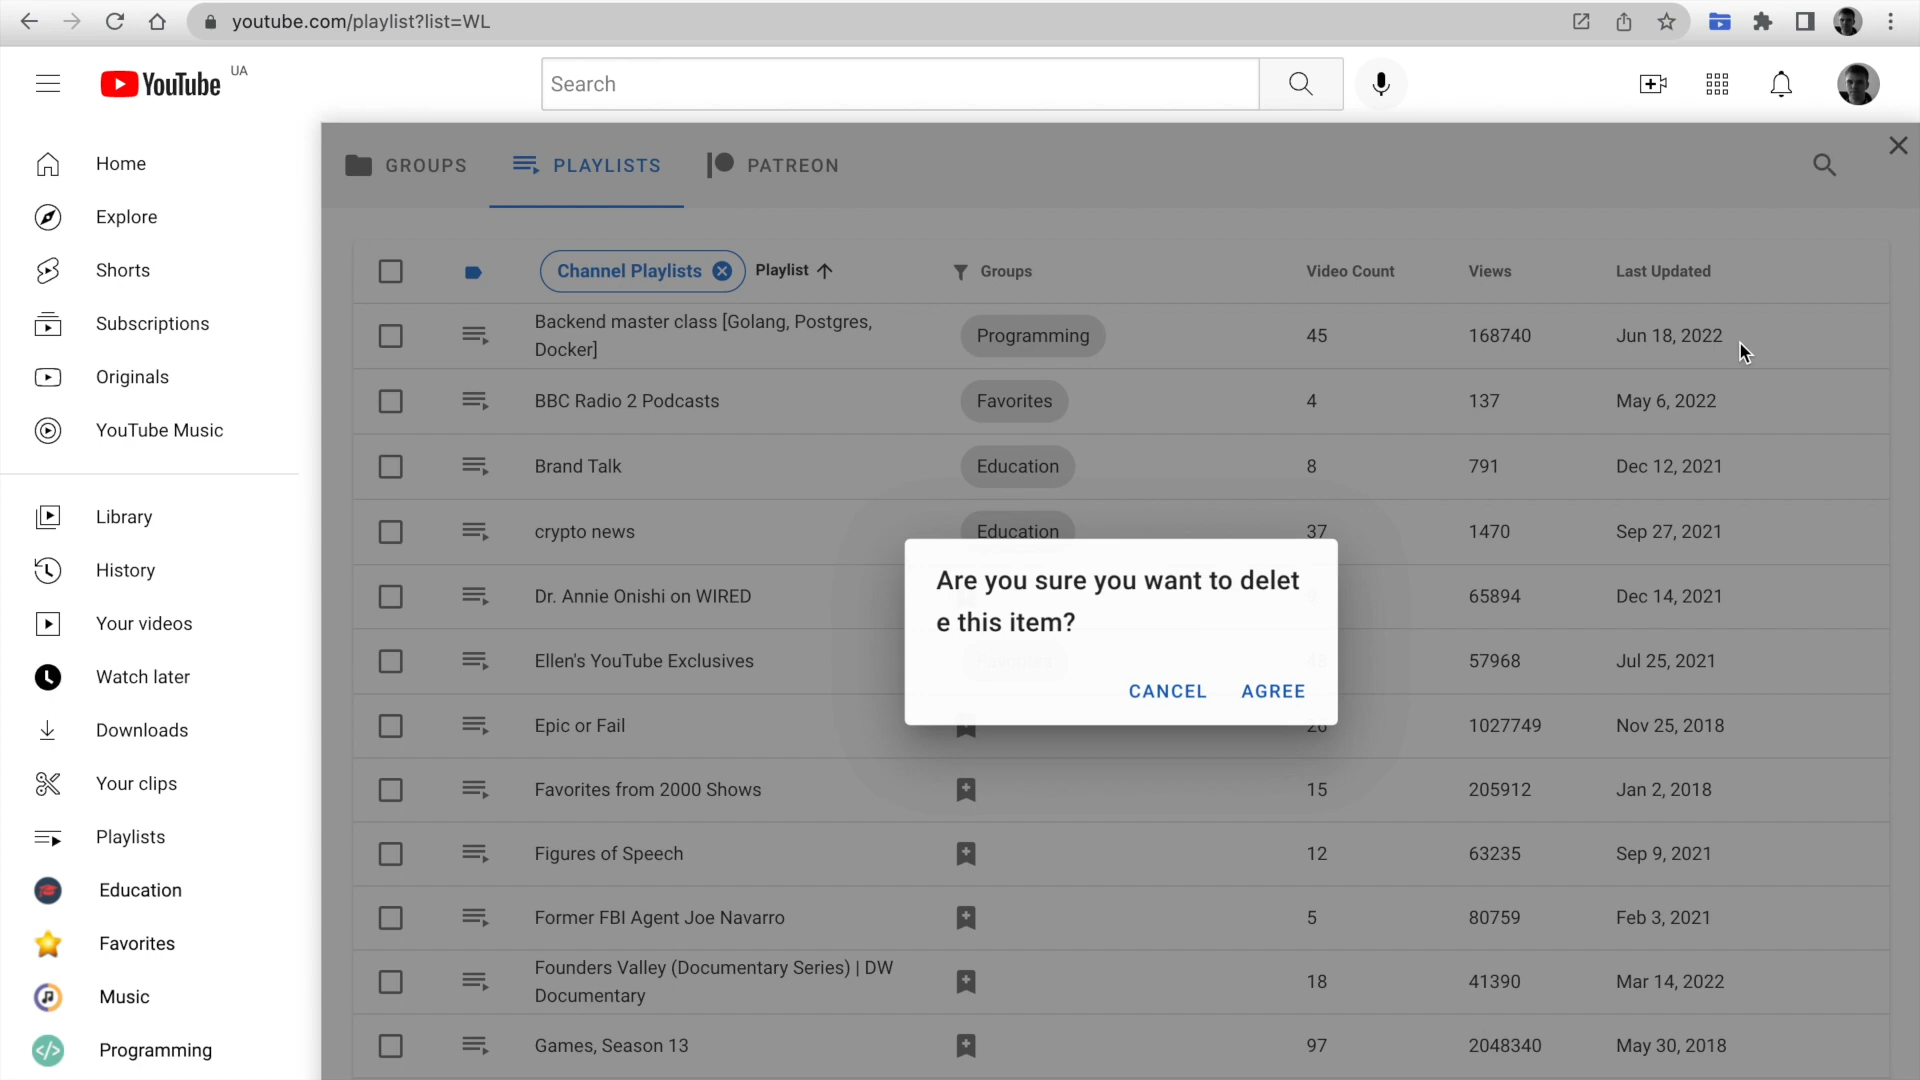 youtube.com/playlist?list=WL
YouTube UA
Search
Home
Explore
Shorts
Subscriptions
Originals
YouTube Music
Library
History
Your videos
Watch later
Downloads
Your clips
Playlists
Education
Favorites
Music
Programming
GROUPS PLAYLISTS PATREON
Channel Playlists Playlist Groups Video Count Views Last Updated
Backend master class [Golang, Postgres,
Docker] Programming 45 168740 Jun 18, 2022
BBC Radio 2 Podcasts Favorites 4 137 May 6, 2022
Brand Talk Education 8 791 Dec 12, 2021
crypto news Education 37 1470 Sep 27, 2021
Dr. Annie Onishi on WIRED 65894 Dec 14, 2021
Ellen's YouTube Exclusives 57968 Jul 25, 2021
Epic or Fail 1027749 Nov 25, 2018
Favorites from 2000 Shows 15 205912 Jan 2, 2018
Figures of Speech 12 63235 Sep 9, 2021
Former FBI Agent Joe Navarro 5 80759 Feb 3, 2021
Founders Valley (Documentary Series) | DW
Documentary 18 41390 Mar 14, 2022
Games, Season 13 97 2048340 May 30, 2018
Are you sure you want to delet
e this item?
CANCEL AGREE